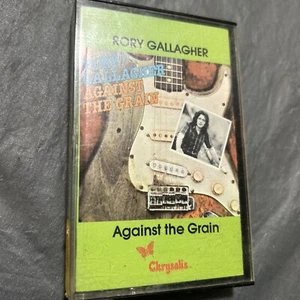 RORY GALLAGHER
RORY
GALLAGHER
AGAINST
THE GRAIN
Against the Grain
Chrysalis